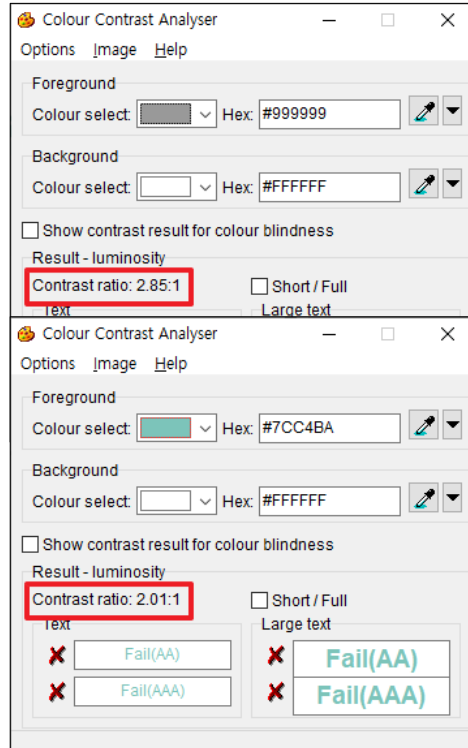 Colour Contrast Analyser
Options Image Help
Foreground
Colour select: Hex: #999999
Background
Colour select: Hex: #FFFFFF
Show contrast result for colour blindness
Result - luminosity
Contrast ratio: 2.85:1 Short / Full
Text Large text
Colour Contrast Analyser
Options Image Help
Foreground
Colour select: Hex: #7CC4BA
Background
Colour select: Hex: #FFFFFF
Show contrast result for colour blindness
Result - luminosity
Contrast ratio: 2.01:1 Short / Full
Text Large text
Fail(AA) Fail(AA)
Fail(AAA) Fail(AAA)